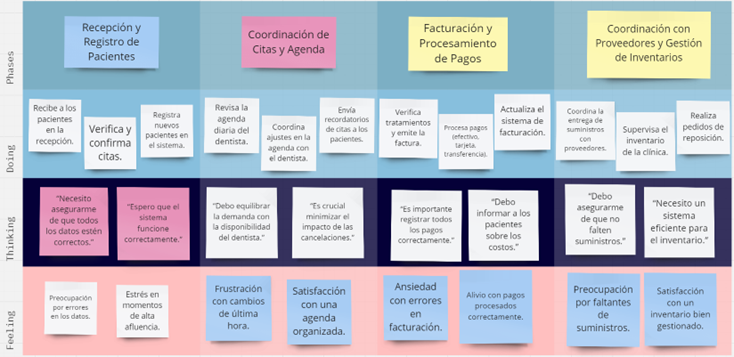 Phases
Recepción y
Registro de
Pacientes
Coordinación de
Citas y Agenda
Facturación y
Procesamiento
de Pagos
Coordinación con
Proveedores y Gestión
de Inventarios
Doing
Recibe a los
pacientes
en la
recepción.
Verifica y
confirma
citas.
Registra
nuevos
pacientes en
el sistema.
Revisa la
agenda
diaria del
dentista.
Coordina
ajustes en la
agenda con
el dentista.
Envía
recordatorios
de citas a los
pacientes.
Verifica
tratamientos
y emite la
factura.
Procesa pagos
(efectivo,
tarjeta,
transferencia).
Actualiza el
sistema de
facturación.
Coordina la
entrega de
suministros
con
proveedores.
Supervisa el
inventario
de la clínica.
Realiza
pedidos de
reposición.
Thinking
“Necesito
asegurarme
de que todos
los datos estén
correctos.”
“Espero que el
sistema
funcione
correctamente.”
“Debo equilibrar
la demanda con
la disponibilidad
del dentista.”
“Es crucial
minimizar el
impacto de las
cancelaciones.”
“Es importante
registrar todos
los pagos
correctamente.”
“Debo
informar a los
pacientes
sobre los
costos.”
“Debo
asegurarme
de que no
falten
suministros.”
“Necesito un
sistema
eficiente para
el inventario.”
Feeling
Preocupación
por errores
en los datos.
Estrés en
momentos
de alta
afluencia.
Frustración
con cambios
de última
hora.
Satisfacción
con una
agenda
organizada.
Ansiedad
con errores
en
facturación.
Alivio con pagos
procesados
correctamente.
Preocupación
por faltantes
de
suministros.
Satisfacción
con un
inventario bien
gestionado.